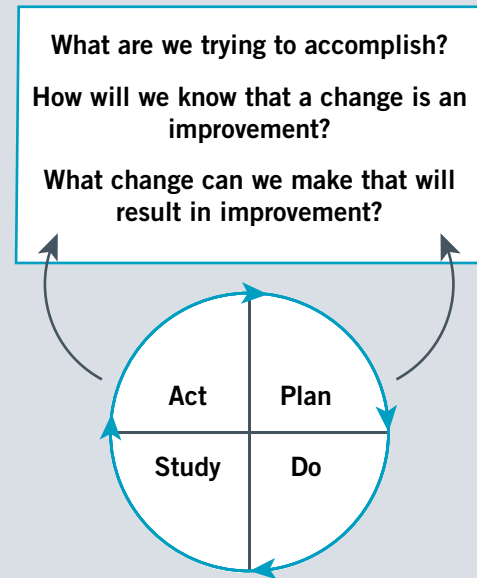 What are we trying to accomplish?
How will we know that a change is an
improvement?
What change can we make that will
result in improvement?
Act
Plan
Study
Do